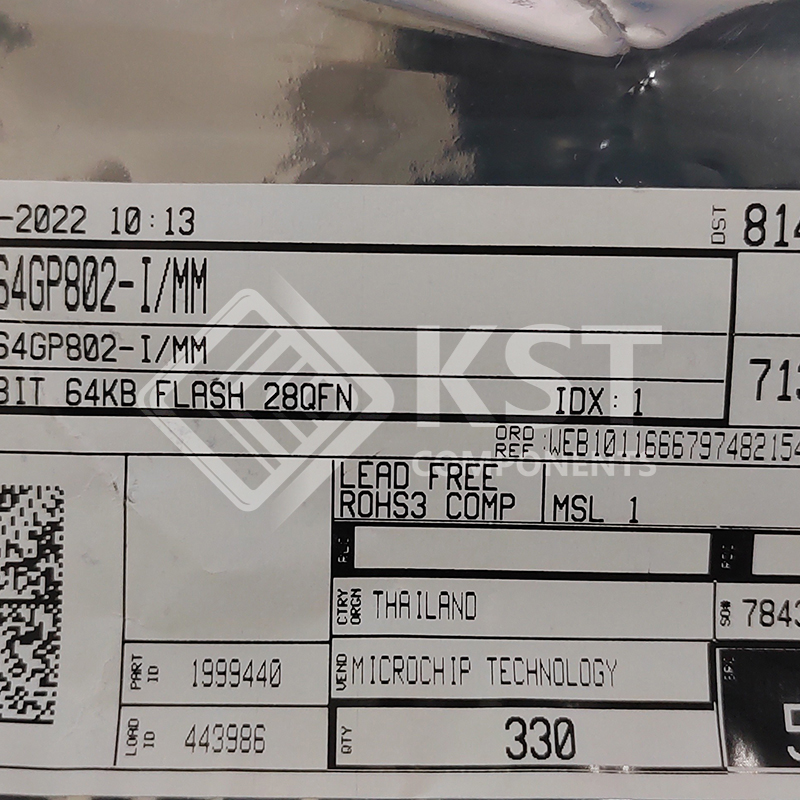 -2022 10:13
DST 814
64GP802-I/MM
64GP802-I/MM
BIT 64KB FLASH 28QFN IDX: 1
713
ORD REF :WEB1011666797482154
LEAD FREE
ROHS3 COMP
MSL 1
CTRY ORGN THAILAND
SO# 7843
PART ID 1999440
VEND MICROCHIP TECHNOLOGY
LOAD ID 443986
QTY 330
5
KST
COMPONENTS